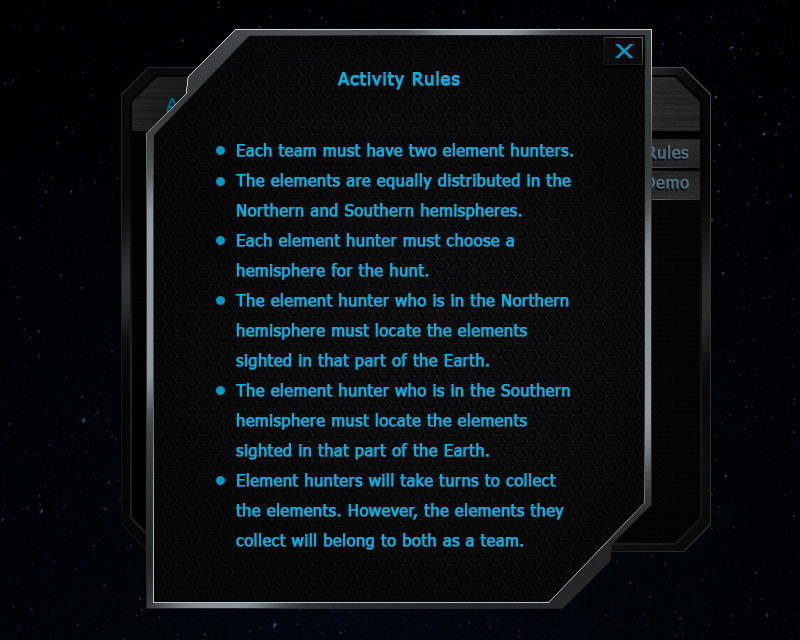 Activity Rules
Each team must have two element hunters.
The elements are equally distributed in the
Northern and Southern hemispheres.
Each element hunter must choose a
hemisphere for the hunt.
The element hunter who is in the Northern
hemisphere must locate the elements
sighted in that part of the Earth.
The element hunter who is in the Southern
hemisphere must locate the elements
sighted in that part of the Earth.
Element hunters will take turns to collect
the elements. However, the elements they
collect will belong to both as a team.
Rules
Demo